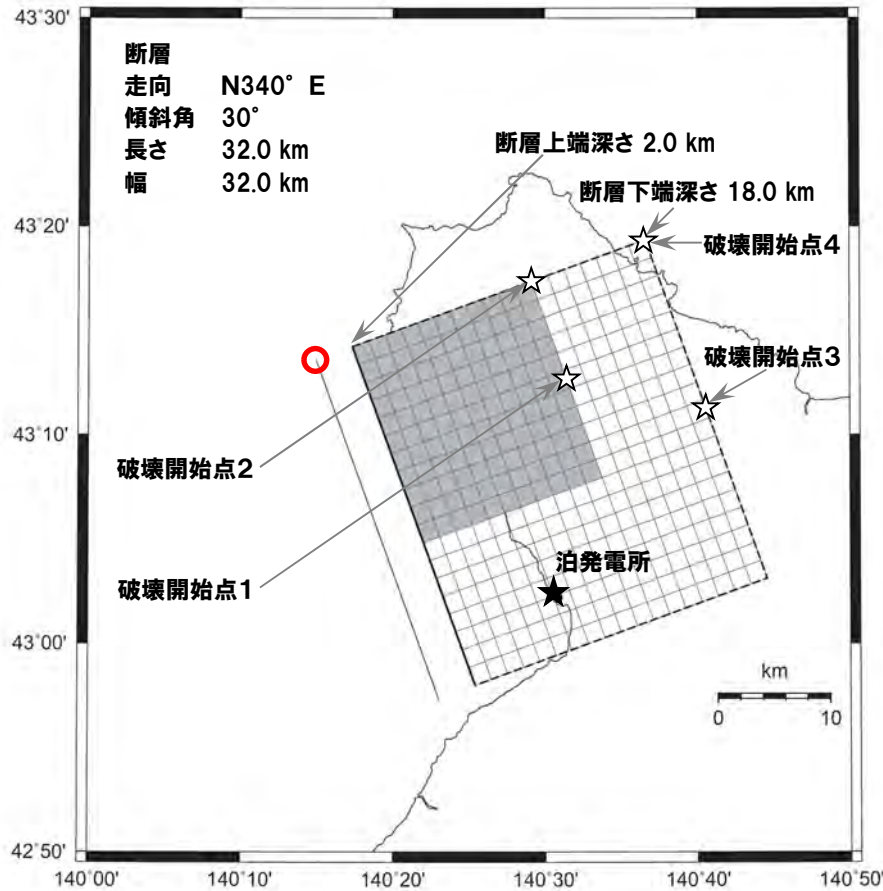 43°30'
断層
走向 N340°E
傾斜角 30°
長さ 32.0 km
幅 32.0 km
断層上端深さ 2.0 km
断層下端深さ 18.0 km
43°20'
破壊開始点4
破壊開始点3
43°10'
破壊開始点2
泊発電所
破壊開始点1
43°00'
km
0 10
42°50'
140°00' 140°10' 140°20' 140°30' 140°40' 140°50'